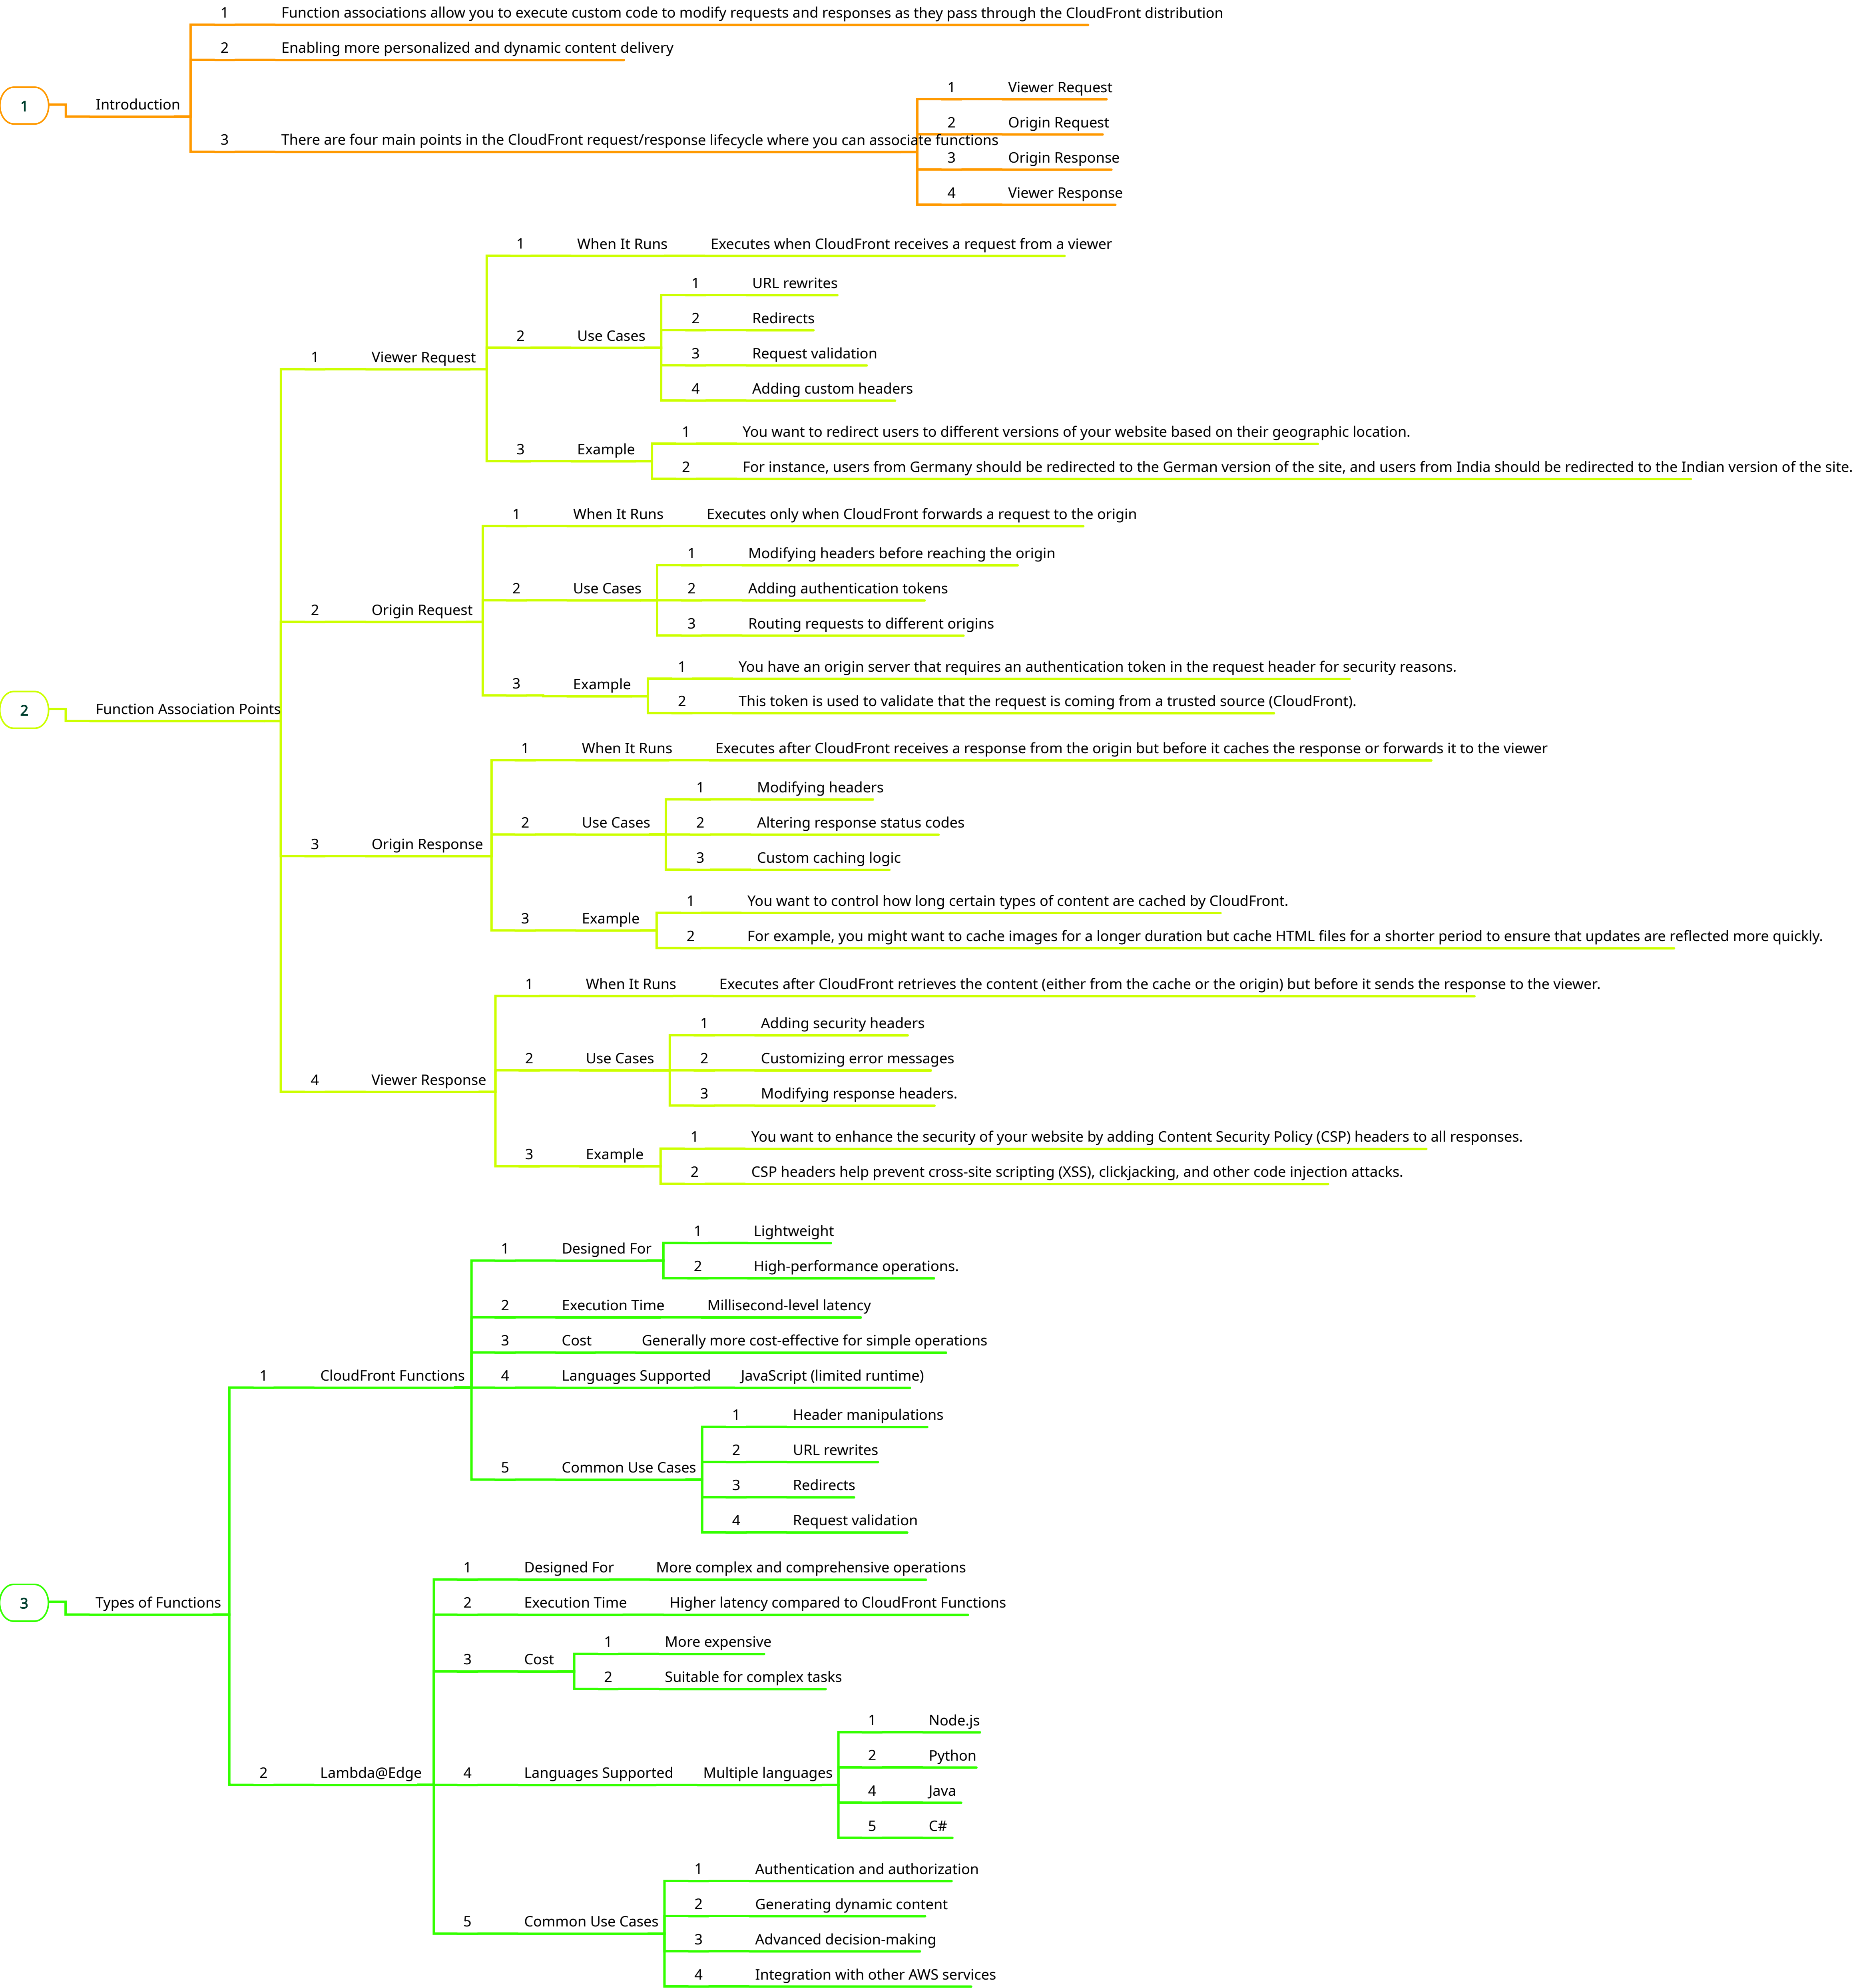 1 Introduction
1 Function associations allow you to execute custom code to modify requests and responses as they pass through the CloudFront distribution
2 Enabling more personalized and dynamic content delivery
3 There are four main points in the CloudFront request/response lifecycle where you can associate functions
1 Viewer Request
2 Origin Request
3 Origin Response
4 Viewer Response
2 Function Association Points
1 Viewer Request
1 When It Runs Executes when CloudFront receives a request from a viewer
2 Use Cases
1 URL rewrites
2 Redirects
3 Request validation
4 Adding custom headers
3 Example
1 You want to redirect users to different versions of your website based on their geographic location.
2 For instance, users from Germany should be redirected to the German version of the site, and users from India should be redirected to the Indian version of the site.
2 Origin Request
1 When It Runs Executes only when CloudFront forwards a request to the origin
2 Use Cases
1 Modifying headers before reaching the origin
2 Adding authentication tokens
3 Routing requests to different origins
3 Example
1 You have an origin server that requires an authentication token in the request header for security reasons.
2 This token is used to validate that the request is coming from a trusted source (CloudFront).
3 Origin Response
1 When It Runs Executes after CloudFront receives a response from the origin but before it caches the response or forwards it to the viewer
2 Use Cases
1 Modifying headers
2 Altering response status codes
3 Custom caching logic
3 Example
1 You want to control how long certain types of content are cached by CloudFront.
2 For example, you might want to cache images for a longer duration but cache HTML files for a shorter period to ensure that updates are reflected more quickly.
4 Viewer Response
1 When It Runs Executes after CloudFront retrieves the content (either from the cache or the origin) but before it sends the response to the viewer.
2 Use Cases
1 Adding security headers
2 Customizing error messages
3 Modifying response headers.
3 Example
1 You want to enhance the security of your website by adding Content Security Policy (CSP) headers to all responses.
2 CSP headers help prevent cross-site scripting (XSS), clickjacking, and other code injection attacks.
3 Types of Functions
1 CloudFront Functions
1 Designed For
1 Lightweight
2 High-performance operations.
2 Execution Time Millisecond-level latency
3 Cost Generally more cost-effective for simple operations
4 Languages Supported JavaScript (limited runtime)
5 Common Use Cases
1 Header manipulations
2 URL rewrites
3 Redirects
4 Request validation
2 Lambda@Edge
1 Designed For More complex and comprehensive operations
2 Execution Time Higher latency compared to CloudFront Functions
3 Cost
1 More expensive
2 Suitable for complex tasks
4 Languages Supported Multiple languages
1 Node.js
2 Python
4 Java
5 C#
5 Common Use Cases
1 Authentication and authorization
2 Generating dynamic content
3 Advanced decision-making
4 Integration with other AWS services